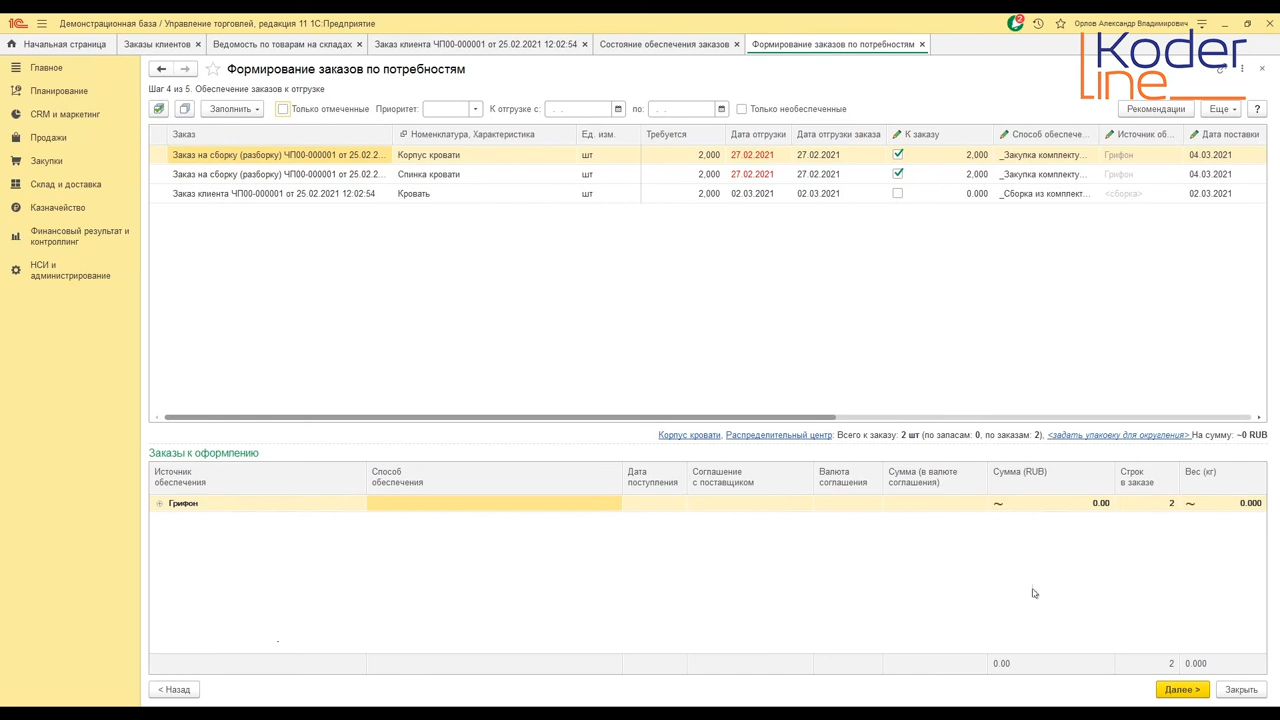 1С Демонстрационная база / Управление торговлей, редакция 11 1С:Предприятие
2 Орлов Александр Владимирович
Начальная страница Заказы клиентов × Ведомость по товарам на складах × Заказ клиента ЧП00-000001 от 25.02.2021 12:02:54 × Состояние обеспечения заказов × Формирование заказов по потребностям ×
Koder
line
Главное
Планирование
CRM и маркетинг
Продажи
Закупки
Склад и доставка
Казначейство
Финансовый результат и
контроллинг
НСИ и
администрирование
Формирование заказов по потребностям
Шаг 4 из 5. Обеспечение заказов к отгрузке
Заполнить Только отмеченные Приоритет: К отгрузке с: . . по: . . Только необеспеченные Рекомендации Еще ?
Заказ Номенклатура, Характеристика Ед. изм. Требуется Дата отгрузки Дата отгрузки заказа К заказу Способ обеспече... Источник об... Дата поставки
Заказ на сборку (разборку) ЧП00-000001 от 25.02.2... Корпус кровати шт 2,000 27.02.2021 27.02.2021 2,000 _Закупка комплекту... Грифон 04.03.2021
Заказ на сборку (разборку) ЧП00-000001 от 25.02.2... Спинка кровати шт 2,000 27.02.2021 27.02.2021 2,000 _Закупка комплекту... Грифон 04.03.2021
Заказ клиента ЧП00-000001 от 25.02.2021 12:02:54 Кровать шт 2,000 02.03.2021 02.03.2021 0.000 _Сборка из комплект... <сборка> 02.03.2021
Корпус кровати, Распределительный центр: Всего к заказу: 2 шт (по запасам: 0, по заказам: 2), <задать упаковку для округления> На сумму: ~0 RUB
Заказы к оформлению
Источник обеспечения Способ обеспечения Дата поступления Соглашение с поставщиком Валюта соглашения Сумма (в валюте соглашения) Сумма (RUB) Строк в заказе Вес (кг)
Грифон ~ 0.00 2 ~ 0.000
0.00 2 0.000
< Назад Далее > Закрыть